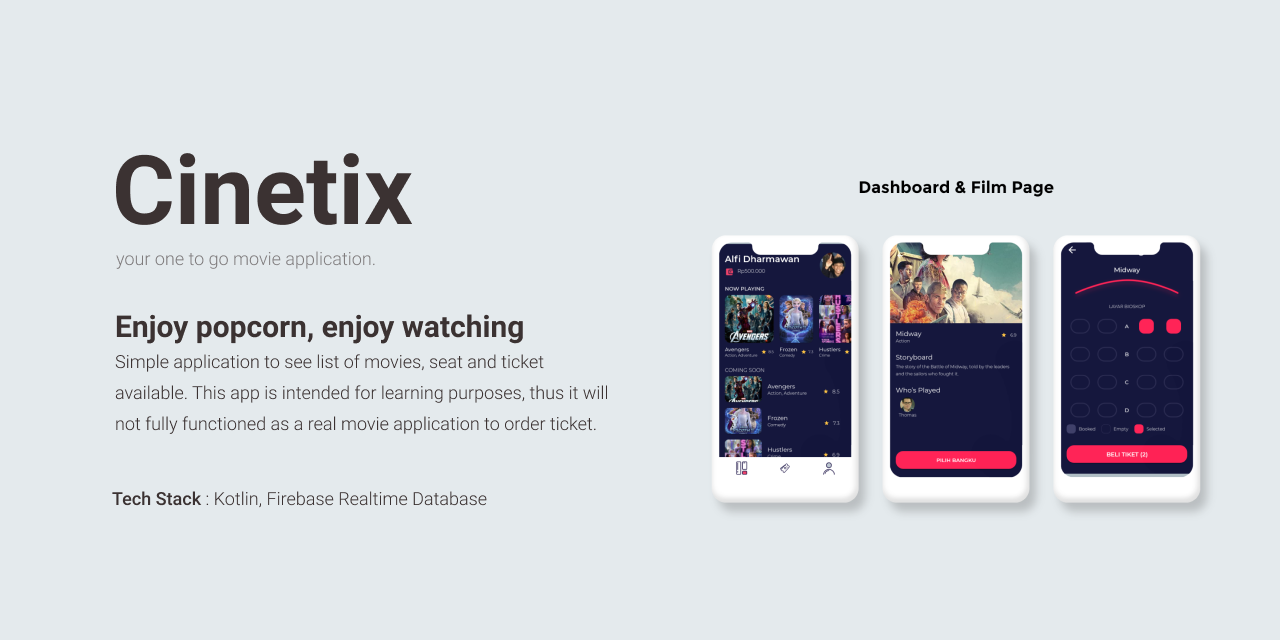 Cinetix
your one to go movie application.
Enjoy popcorn, enjoy watching
Simple application to see list of movies, seat and ticket
available. This app is intended for learning purposes, thus it will
not fully functioned as a real movie application to order ticket.
Tech Stack : Kotlin, Firebase Realtime Database
Dashboard & Film Page
Alfi Dharmawan
Rp500.000
NOW PLAYING
AVENGERS
Avengers
Action, Adventure
Frozen
Comedy
7.3
Hustlers
Crime
COMING SOON
Avengers
Action, Adventure
8.5
Frozen
Comedy
7.3
Hustlers
Crime
6.9
Midway
Action
6.9
Storyboard
The story of the Battle of Midway, told by the leaders
and the sailors who fought it.
Who's Played
Thomas
PILIH BANGKU
Midway
LAYAR BIOSKOP
A
B
C
D
Booked
Empty
Selected
BELI TIKET (2)